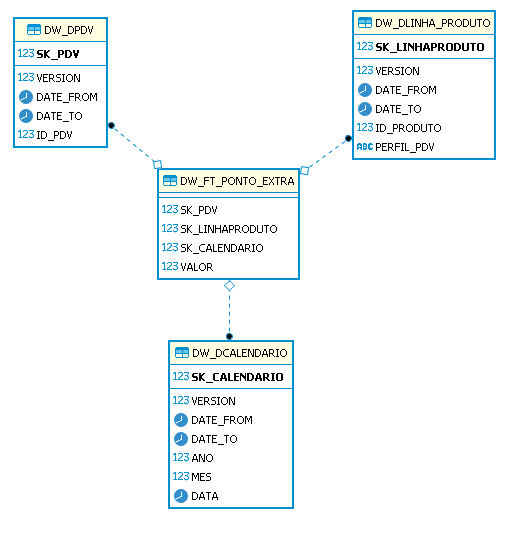 DW_DPDV
123 SK_PDV
123 VERSION
DATE_FROM
DATE_TO
123 ID_PDV
DW_DLINHA_PRODUTO
123 SK_LINHAPRODUTO
123 VERSION
DATE_FROM
DATE_TO
123 ID_PRODUTO
ABC PERFIL_PDV
DW_FT_PONTO_EXTRA
123 SK_PDV
123 SK_LINHAPRODUTO
123 SK_CALENDARIO
123 VALOR
DW_DCALENDARIO
123 SK_CALENDARIO
123 VERSION
DATE_FROM
DATE_TO
123 ANO
123 MES
DATA